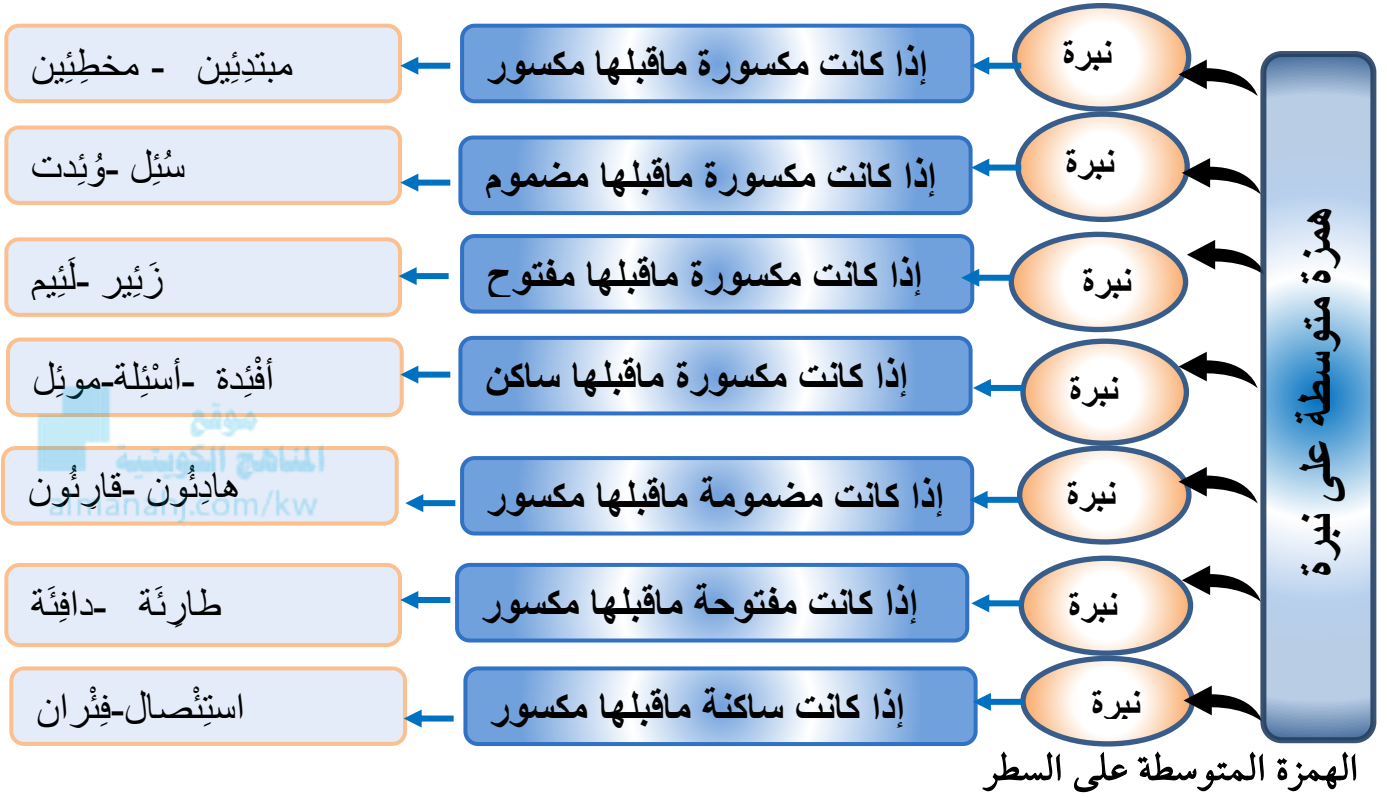 همزة متوسطة على نبرة
نبرة
إذا كانت مكسورة ماقبلها مكسور
مبتدِئِين - مخطِئِين
نبرة
إذا كانت مكسورة ماقبلها مضموم
سُئِل -وُئِدت
نبرة
إذا كانت مكسورة ماقبلها مفتوح
زَئِير -لَئِيم
نبرة
إذا كانت مكسورة ماقبلها ساكن
أفْئِدة -أسْئِلة-موئِل
نبرة
إذا كانت مضمومة ماقبلها مكسور
هادِئُون -قارِئُون
نبرة
إذا كانت مفتوحة ماقبلها مكسور
طارِئَة -دافِئَة
نبرة
إذا كانت ساكنة ماقبلها مكسور
استِئْصال-فِئْران
الهمزة المتوسطة على السطر
موقع
المناهج الكويتية
almanahj.com/kw